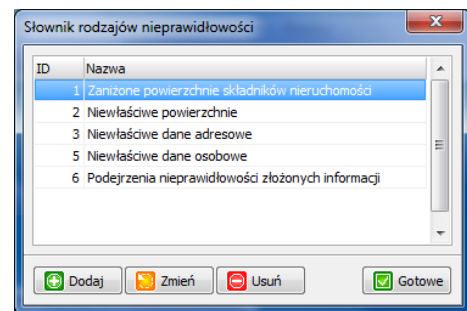 Słownik rodzajów nieprawidłowości
ID Nazwa
1 Zaniżone powierzchnie składników nieruchomości
2 Niewłaściwe powierzchnie
3 Niewłaściwe dane adresowe
5 Niewłaściwe dane osobowe
6 Podejrzenia nieprawidłowości złożonych informacji
Dodaj Zmień Usuń Gotowe